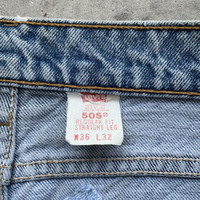 505®
REGULAR FIT
STRAIGHT LEG
W36 L32